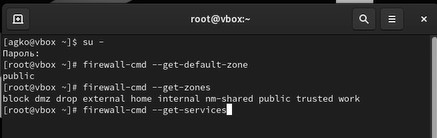 root@vbox:~
[agko@vbox ~]$ su -
Пароль:
[root@vbox ~]# firewall-cmd --get-default-zone
public
[root@vbox ~]# firewall-cmd --get-zones
block dmz drop external home internal nm-shared public trusted work
[root@vbox ~]# firewall-cmd --get-services